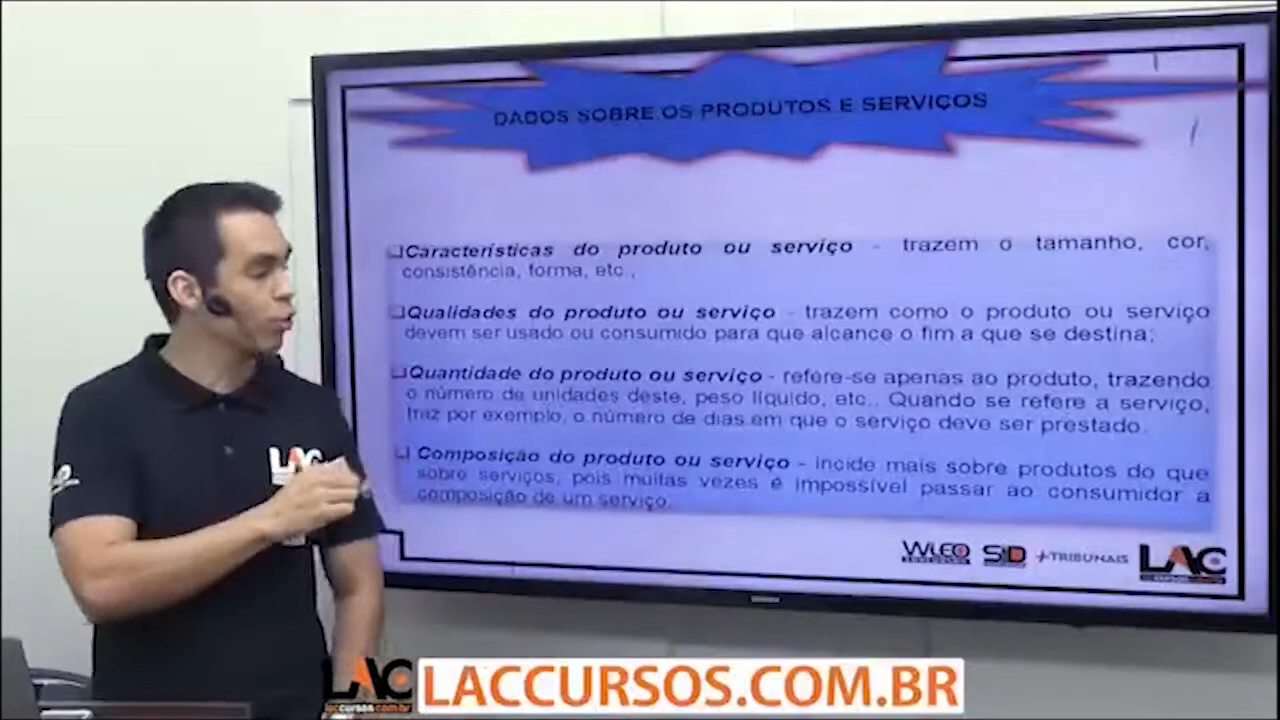 DADOS SOBRE OS PRODUTOS E SERVIÇOS
Características do produto ou serviço - trazem o tamanho, cor,
consistência, forma, etc.,
Qualidades do produto ou serviço - trazem como o produto ou serviço
devem ser usado ou consumido para que alcance o fim a que se destina;
Quantidade do produto ou serviço - refere-se apenas ao produto, trazendo
o número de unidades deste, peso líquido, etc.. Quando se refere a serviço,
traz por exemplo, o número de dias em que o serviço deve ser prestado.
Composição do produto ou serviço - incide mais sobre produtos do que
sobre serviços, pois muitas vezes é impossível passar ao consumidor a
composição de um serviço.
WLEO
SD
+TRIBUNAIS
LAC
LAC
LAC
laccursos.com.br
LACCURSOS.COM.BR